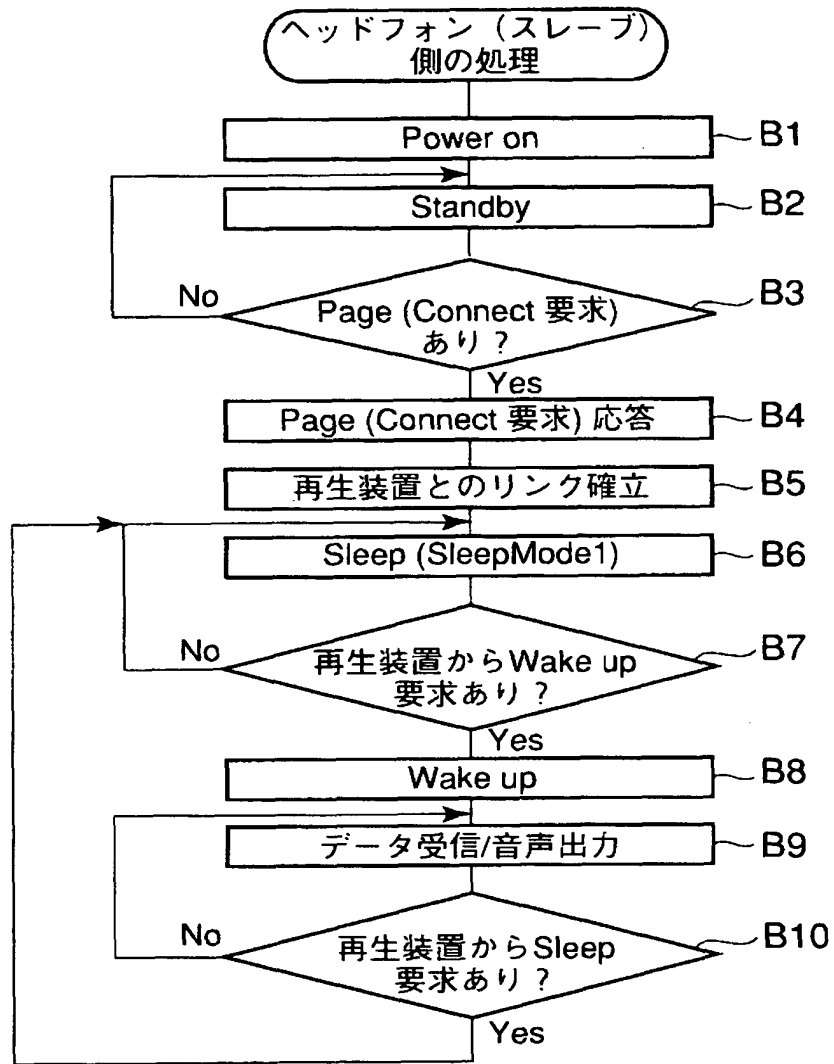 ヘッドフォン (スレーブ)
側の処理
Power on
B1
Standby
B2
No
Page (Connect 要求)
あり?
B3
Yes
Page (Connect 要求) 応答
B4
再生装置とのリンク確立
B5
Sleep (SleepMode1)
B6
No
再生装置からWake up
要求あり?
B7
Yes
Wake up
B8
データ受信/音声出力
B9
No
再生装置からSleep
要求あり?
B10
Yes